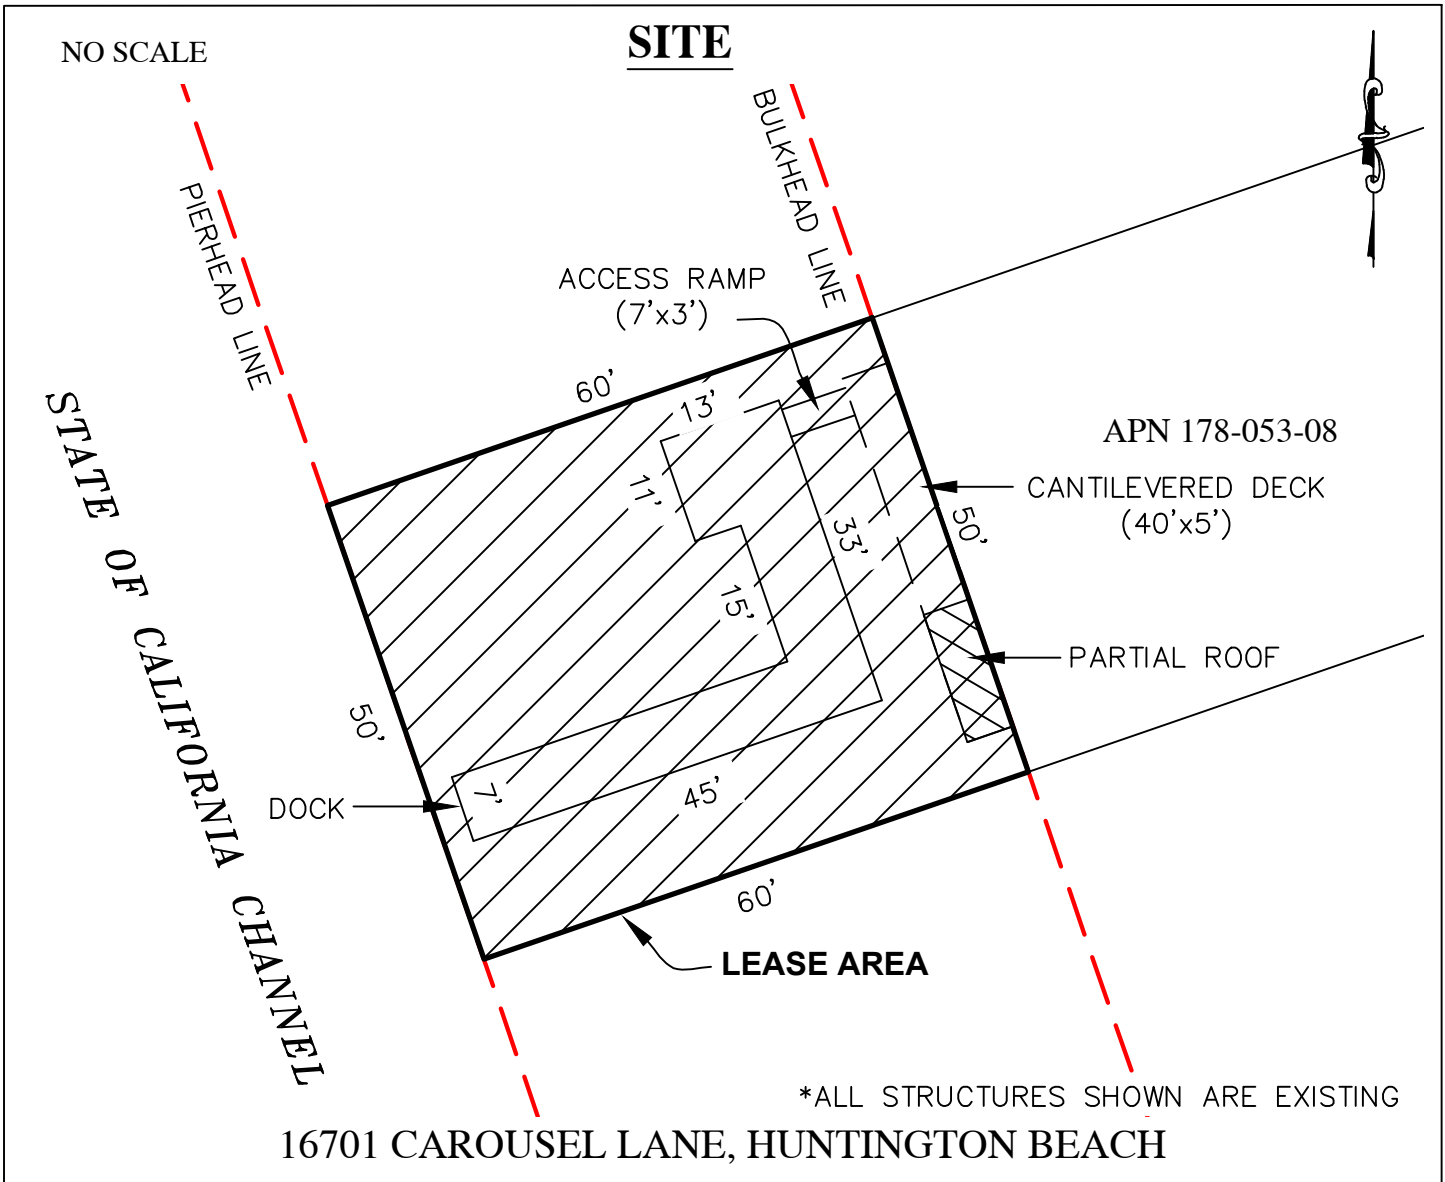 SITE
NO SCALE
BULKHEAD LINE
PIERHEAD LINE
ACCESS RAMP
(7'x3')
60'
13'
APN 178-053-08
CANTILEVERED DECK
(40'x5')
11'
33'
50'
15'
PARTIAL ROOF
50'
STATE OF CALIFORNIA CHANNEL
DOCK
7'
45'
60'
LEASE AREA
*ALL STRUCTURES SHOWN ARE EXISTING
16701 CAROUSEL LANE, HUNTINGTON BEACH